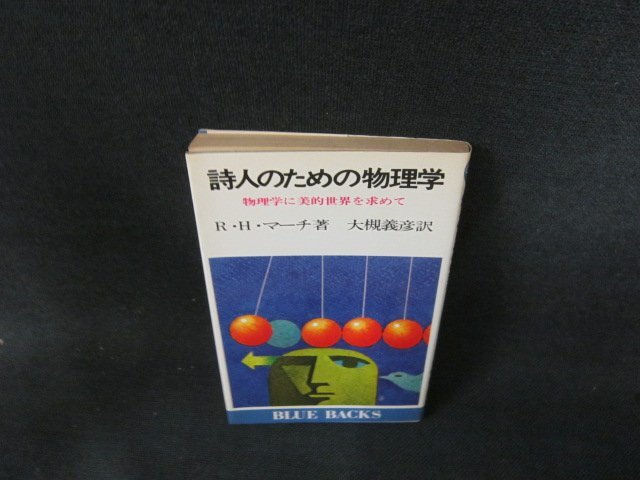 詩人のための物理学
物理学に美的世界を求めて
R・H・マーチ著 大槻義彦訳
BLUE BACKS